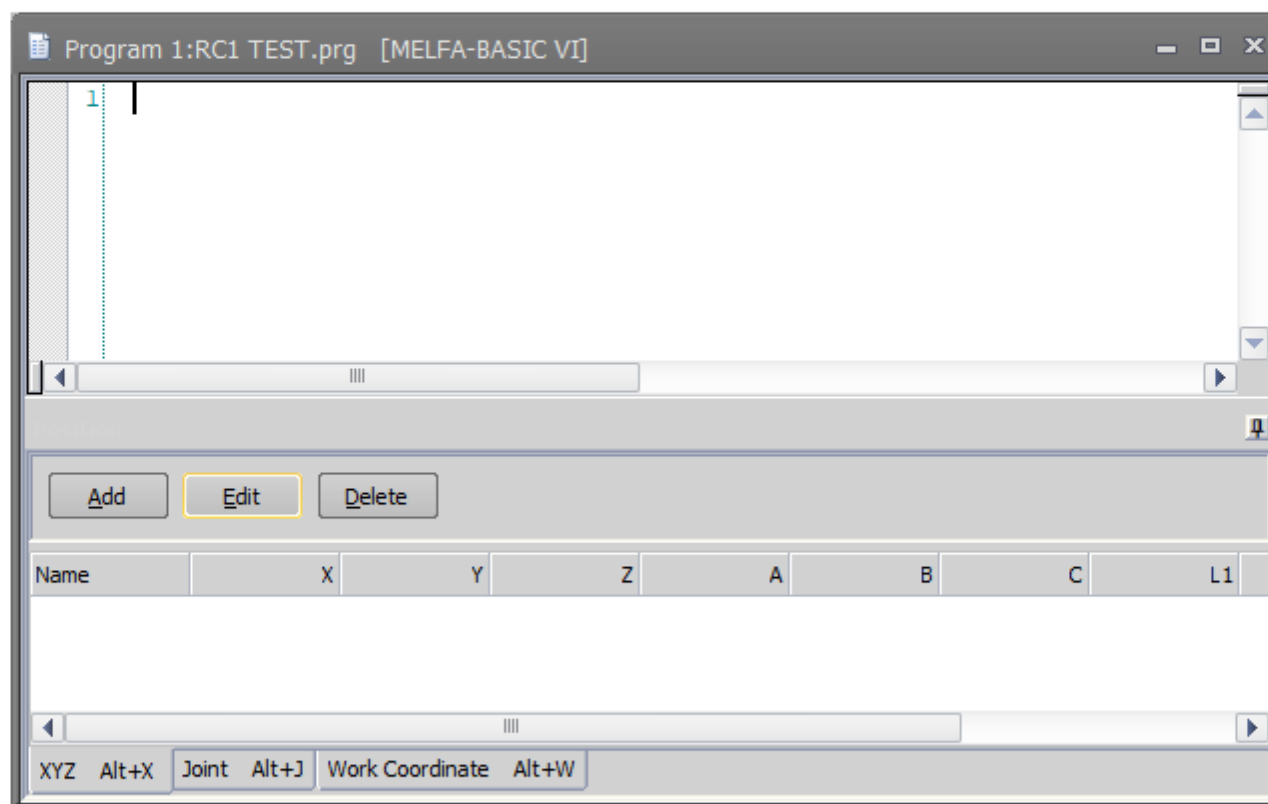 Program 1:RC1 TEST.prg [MELFA-BASIC VI]
1
Add Edit Delete
Name X Y Z A B C L1
XYZ Alt+X Joint Alt+J Work Coordinate Alt+W